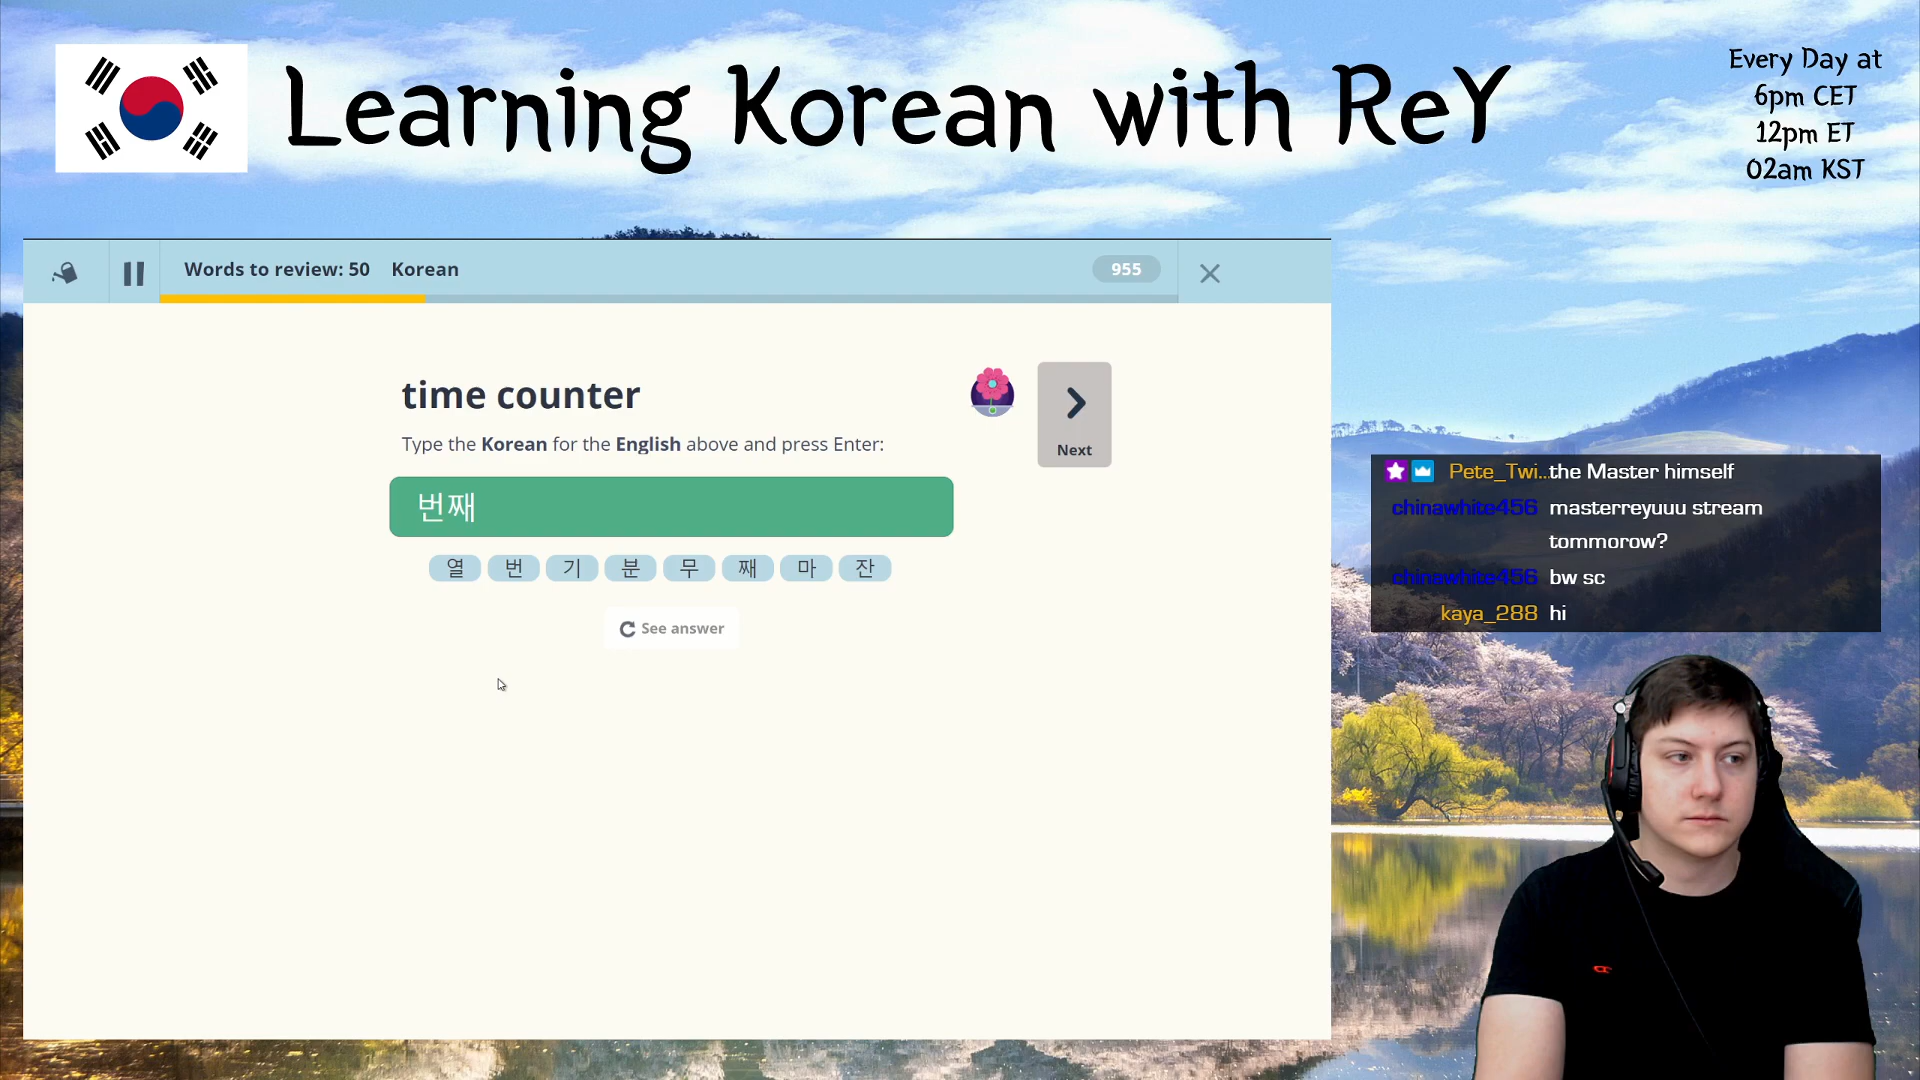 Learning Korean with ReY
Every Day at
6pm CET
12pm ET
02am KST
Words to review: 50 Korean
955
time counter
Type the Korean for the English above and press Enter:
Next
번째
열 번 기 분 무 째 마 잔
See answer
Pete_Twi... the Master himself
chinawhite456 masterreyuuu stream
tommorow?
chinawhite456 bw sc
kaya_288 hi